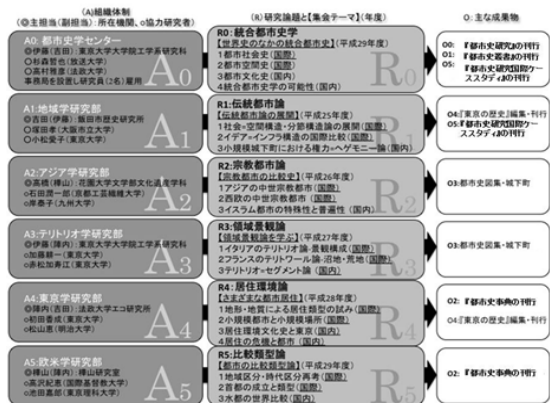 (A)組織体制
(◎主担当(副担当):所在機関、○協力研究者)
(R)研究論題と【集会テーマ】(年度)
O:主な成果物
A0:都市史学センター
◎伊藤(吉田)東京大学大学院工学系研究科
○杉森哲也(放送大学)
○高村雅彦(法政大学)
事務局を設置し研究員(2名)雇用
A0
R0:統合都市史学
【世界史のなかの統合都市史】(平成29年度)
1都市社会史(国際)
2都市空間史(国際)
3都市文化史(国内)
4統合都市史学の可能性(国内)
R0
O0:『都市史研究』の刊行
O1:『都市史叢書』の刊行
O5:『都市史研究国際ケーススタディ』の刊行
A1:地域学研究部
◎吉田(伊藤)飯田市歴史研究所
○塚田孝(大阪市立大学)
○小松愛子(東京大学)
A1
R1:伝統都市論
【伝統都市論の展開】(平成25年度)
1社会=空間構造・分節構造論の展開(国際)
2イデア=インフラ構造の国際比較(国際)
3小規模城下町における権力=ヘゲモニー論(国内)
R1
O4:『東京の歴史』編集・刊行
O5:『都市史研究国際ケーススタディ』の刊行
A2:アジア学研究部
◎高橋(樺山)花園大学文学部文化遺産学科
○石田潤一郎(京都工芸繊維大学)
○岸泰子(九州大学)
A2
R2:宗教都市論
【宗教都市の比較史】(平成26年度)
1アジアの中世宗教都市(国際)
2西欧の中世宗教都市(国際)
3イスラム都市の特殊性と普遍性(国内)
R2
O3:都市史図集・城下町
A3:テリトーリオ学研究部
◎伊藤(陣内)東京大学大学院工学系研究科
○加藤耕一(東京大学)
○赤松加寿江(東京大学)
A3
R3:領域景観論
【領域景観論を学ぶ】(平成27年度)
1イタリアのテリトーリオ論・景観構成(国際)
2フランスのテリトワール論・沼地・荒地(国際)
3テリトーリオ=セグメント論(国内)
R3
O3:都市史図集・城下町
A4:東京学研究部
◎陣内(吉田)法政大学エコ研究所
○初田香成(東京大学)
○松山恵(明治大学)
A4
R4:居住環境論
【さまざまな都市居住】(平成28年度)
1地形・地質による居住類型の試み(国際)
2小規模都市と小規模場所(国際)
3居住環境文化史と東京(国内)
4居住の危機と都市(国内)
R4
O2:『都市史事典』の刊行
O4:『東京の歴史』編集・刊行
A5:欧米学研究部
◎樺山(陣内)樺山研究室
○高沢紀恵(国際基督教大学)
○池田嘉郎(東京理科大学)
A5
R5:比較類型論
【都市の比較類型論】(平成29年度)
1地域区分・時代区分再考(国際)
2首都の成立と類型(国際)
3水都の世界比較(国内)
R5
O2:『都市史事典』の刊行